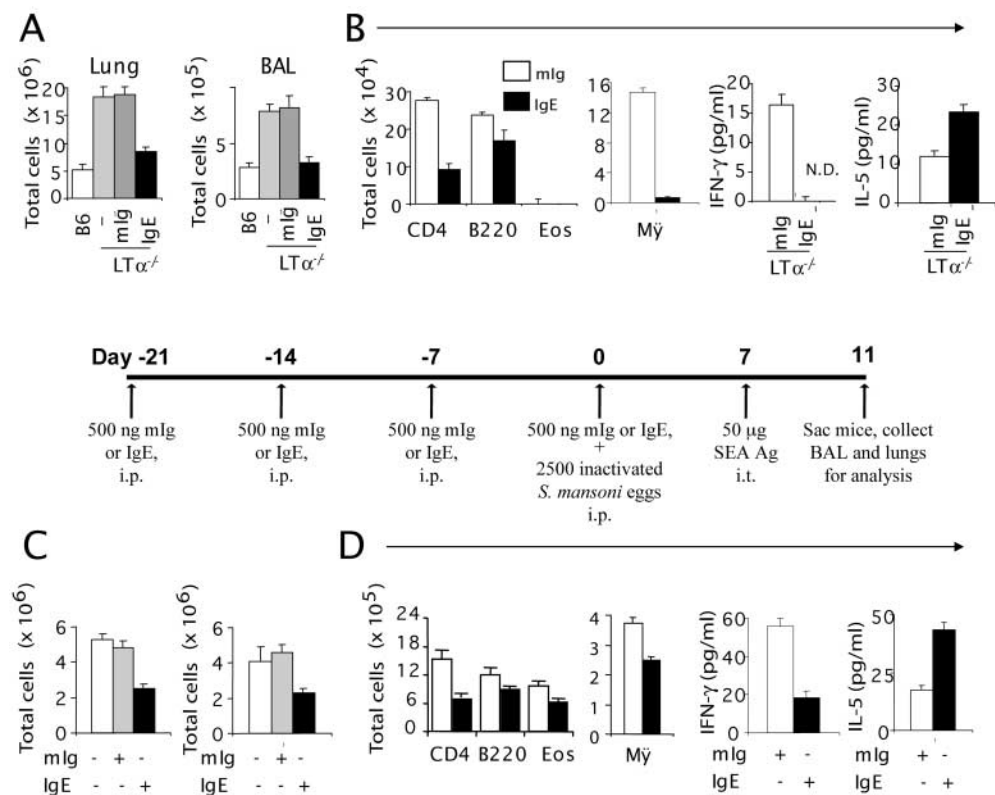 A
B
Lung
BAL
Total cells (x 10⁶)
20
15
10
5
0
B6
–
mIg
IgE
LTα-/-
Total cells (x 10⁵)
10
5
0
B6
–
mIg
IgE
LTα-/-
Total cells (x 10⁴)
40
30
20
10
0
mIg
IgE
CD4 B220 Eos
16
12
8
4
0
Mÿ
IFN-γ (pg/ml)
20
15
10
5
0
N.D.
mIg
IgE
LTα-/-
IL-5 (pg/ml)
30
20
10
0
mIg
IgE
LTα-/-
Day -21 -14 -7 0 7 11
500 ng mIg
or IgE,
i.p.
500 ng mIg
or IgE,
i.p.
500 ng mIg
or IgE,
i.p.
500 ng mIg or IgE,
+
2500 inactivated
S. mansoni eggs
i.p.
50 μg
SEA Ag
i.t.
Sac mice, collect
BAL and lungs
for analysis
C
D
Total cells (x 10⁶)
6
4
2
0
mIg - + -
IgE - - +
Total cells (x 10⁶)
6
4
2
0
- + -
- - +
Total cells (x 10⁵)
24
18
12
6
0
CD4 B220 Eos
4
3
2
1
0
Mÿ
IFN-γ (pg/ml)
60
40
20
0
mIg + -
IgE - +
IL-5 (pg/ml)
50
25
0
mIg + -
IgE - +